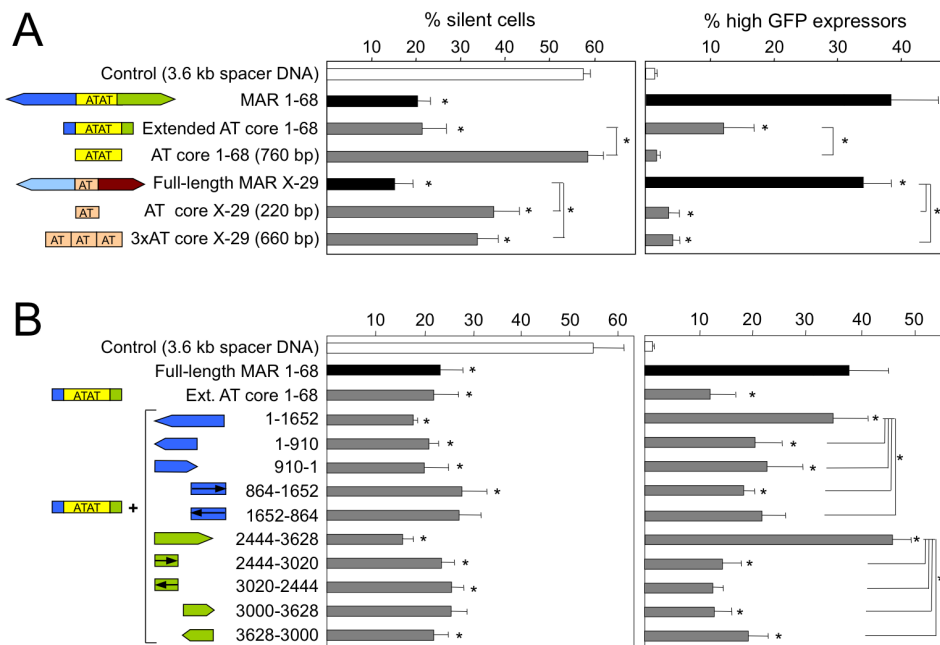 A
% silent cells
% high GFP expressors
10 20 30 40 50 60
10 20 30 40
Control (3.6 kb spacer DNA)
ATAT MAR 1-68 *
ATAT Extended AT core 1-68 * * * *
ATAT AT core 1-68 (760 bp)
AT Full-length MAR X-29 * *
AT AT core X-29 (220 bp) * * * *
AT AT AT 3xAT core X-29 (660 bp) * *
B
10 20 30 40 50 60
10 20 30 40 50
Control (3.6 kb spacer DNA)
Full-length MAR 1-68 *
ATAT Ext. AT core 1-68 * *
1-1652 * *
1-910 * *
910-1 * * *
864-1652 * *
ATAT + 1652-864
2444-3628 * *
2444-3020 * *
3020-2444 * *
3000-3628 *
3628-3000 * *